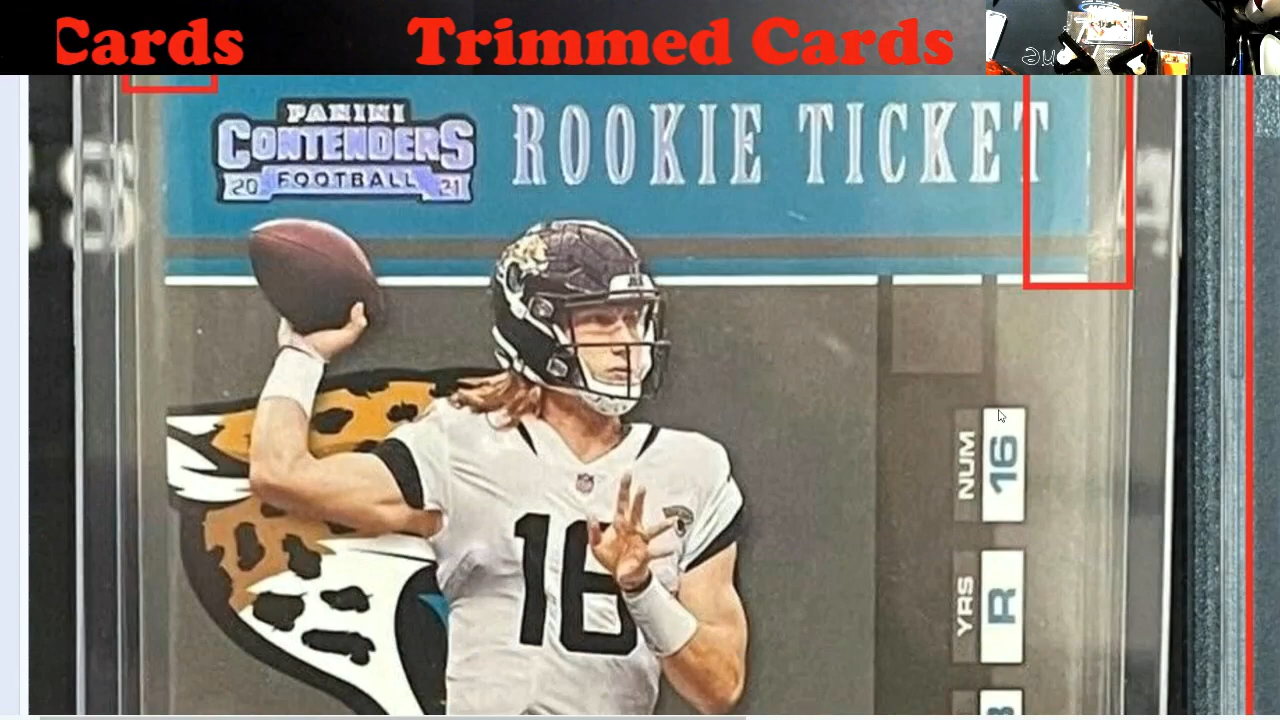 Cards Trimmed Cards
PANINI
CONTENDERS
20 FOOTBALL 21
ROOKIE TICKET
NUM 16
YRS R
16